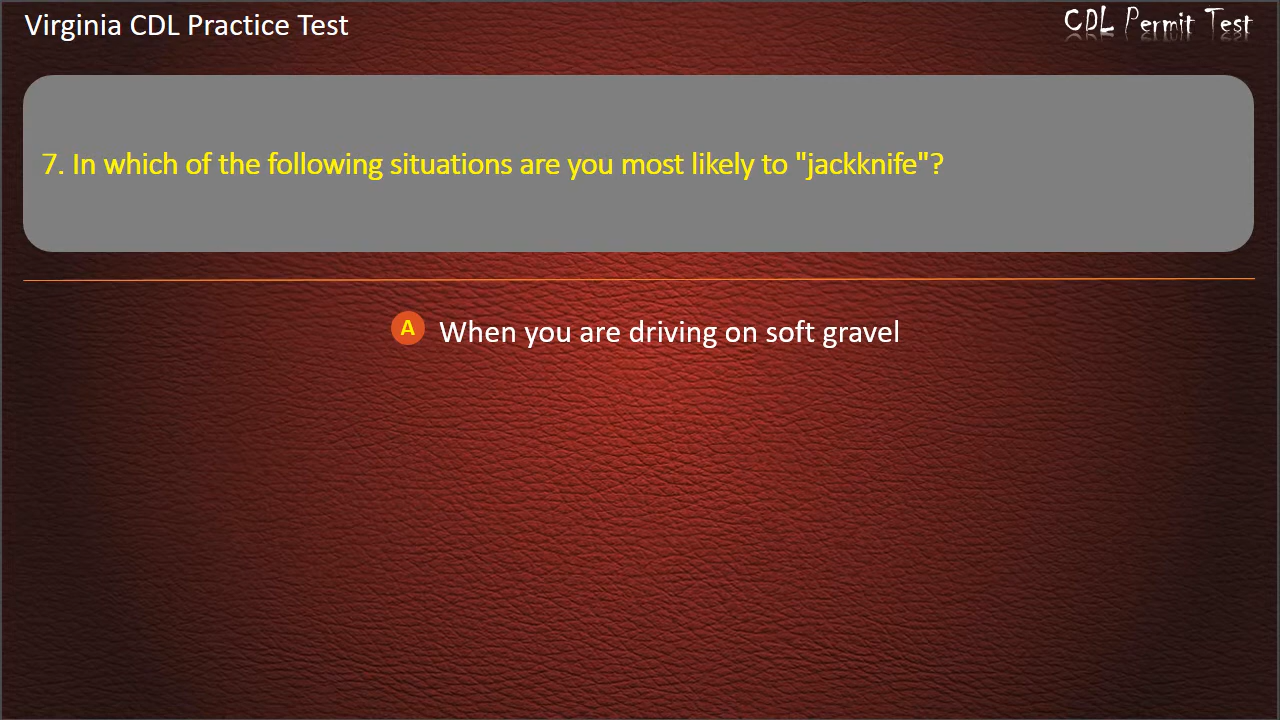 Virginia CDL Practice Test
CDL Permit Test
7. In which of the following situations are you most likely to "jackknife"?
A When you are driving on soft gravel